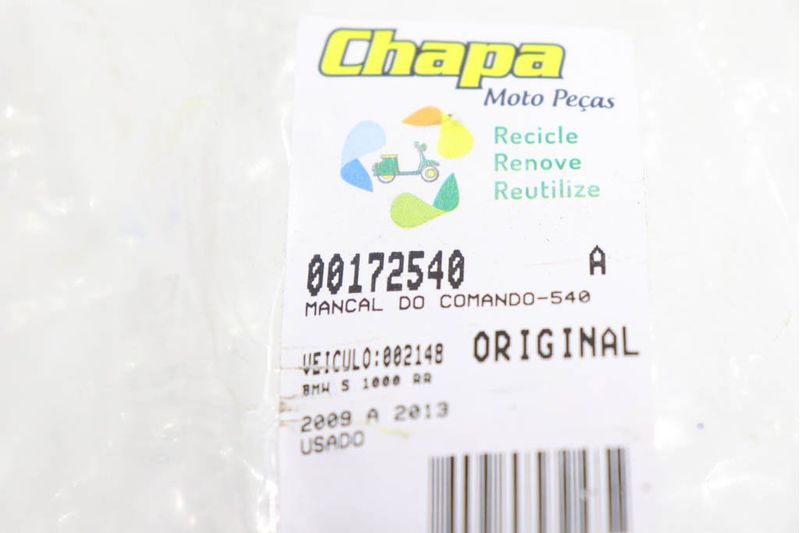 Chapa
Moto Peças
Recicle
Renove
Reutilize
00172540 A
MANCAL DO COMANDO-540
VEICULO:002148 ORIGINAL
BMW S 1000 RR
2009 A 2013
USADO